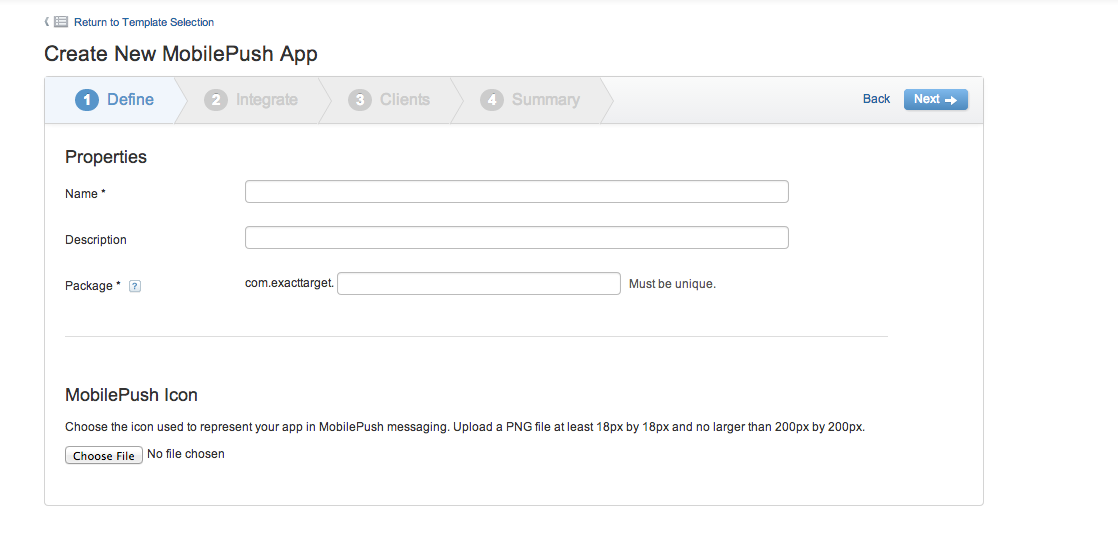 Return to Template Selection
Create New MobilePush App
1 Define 2 Integrate 3 Clients 4 Summary Back Next
Properties
Name *
Description
Package * ? com.exacttarget. Must be unique.
MobilePush Icon
Choose the icon used to represent your app in MobilePush messaging. Upload a PNG file at least 18px by 18px and no larger than 200px by 200px.
Choose File No file chosen